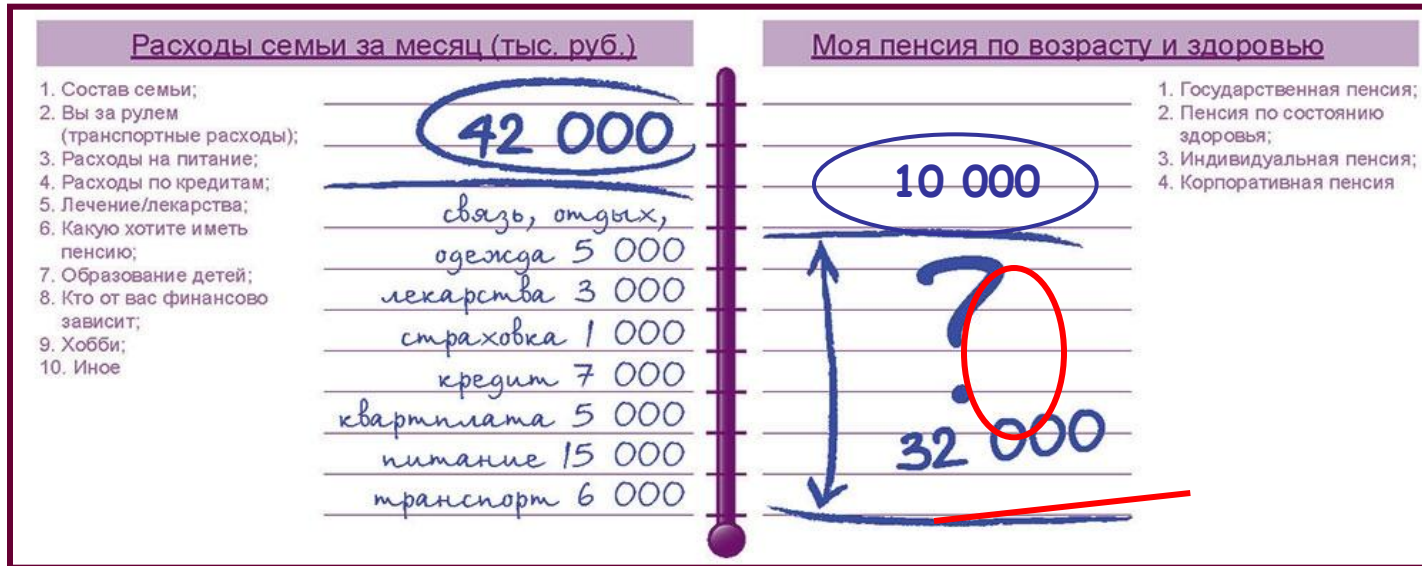 Расходы семьи за месяц (тыс. руб.)
1. Состав семьи;
2. Вы за рулем
(транспортные расходы);
3. Расходы на питание;
4. Расходы по кредитам;
5. Лечение/лекарства;
6. Какую хотите иметь
пенсию;
7. Образование детей;
8. Кто от вас финансово
зависит;
9. Хобби;
10. Иное
42 000
связь, отдых,
одежда 5 000
лекарства 3 000
страховка 1 000
кредит 7 000
квартплата 5 000
питание 15 000
транспорт 6 000
Моя пенсия по возрасту и здоровью
10 000
?
32 000
1. Государственная пенсия;
2. Пенсия по состоянию
здоровья;
3. Индивидуальная пенсия;
4. Корпоративная пенсия